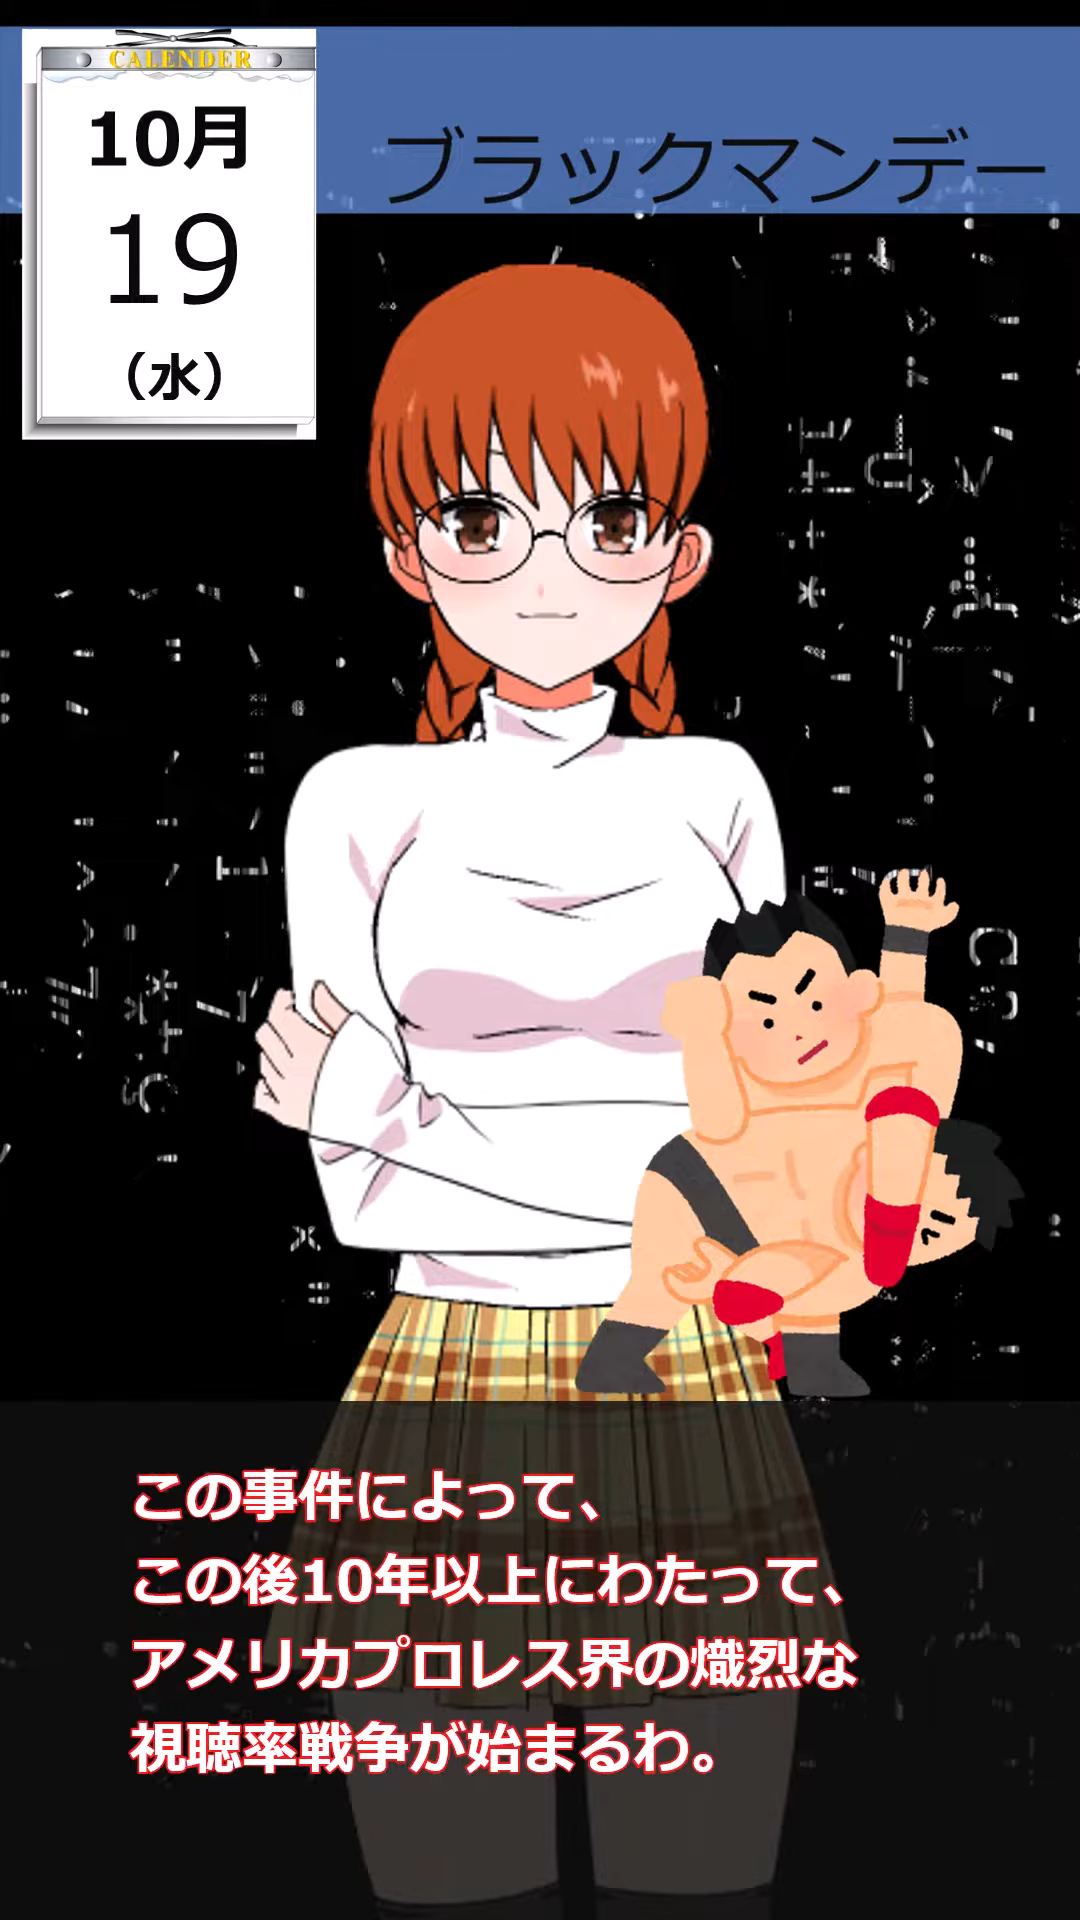 CALENDER
10月
19
（水）
ブラックマンデー
この事件によって、
この後10年以上にわたって、
アメリカプロレス界の熾烈な
視聴率戦争が始まるわ。